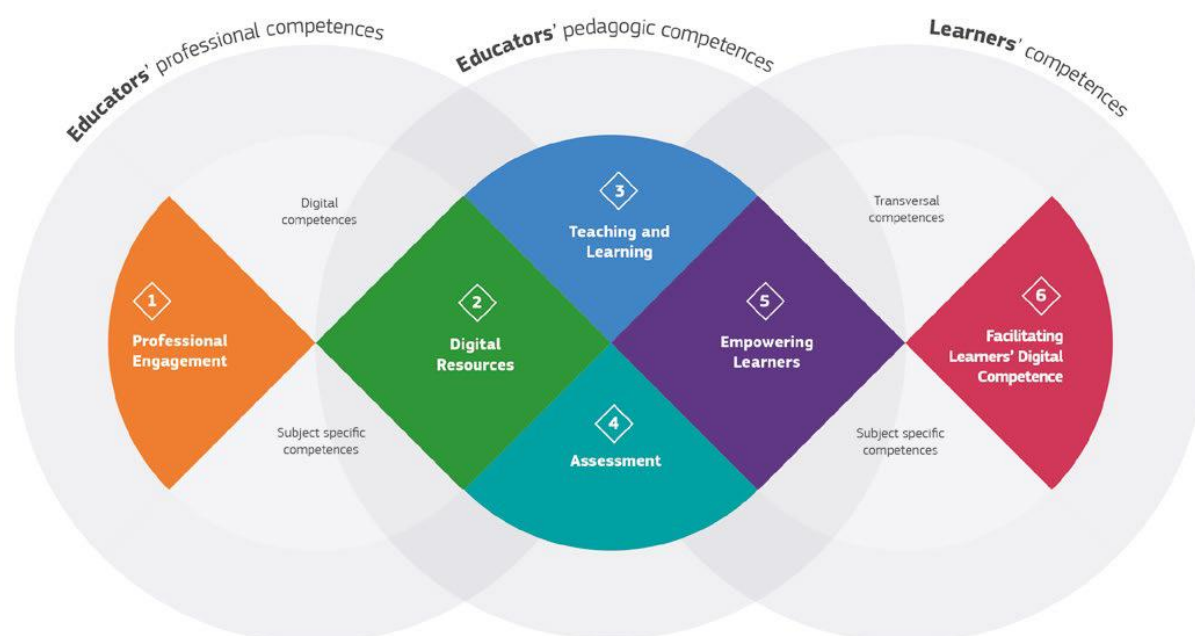 Educators' professional competences
Educators' pedagogic competences
Learners' competences
Digital
competences
Transversal
competences
1
Professional
Engagement
2
Digital
Resources
3
Teaching and
Learning
4
Assessment
5
Empowering
Learners
6
Facilitating
Learners' Digital
Competence
Subject specific
competences
Subject specific
competences